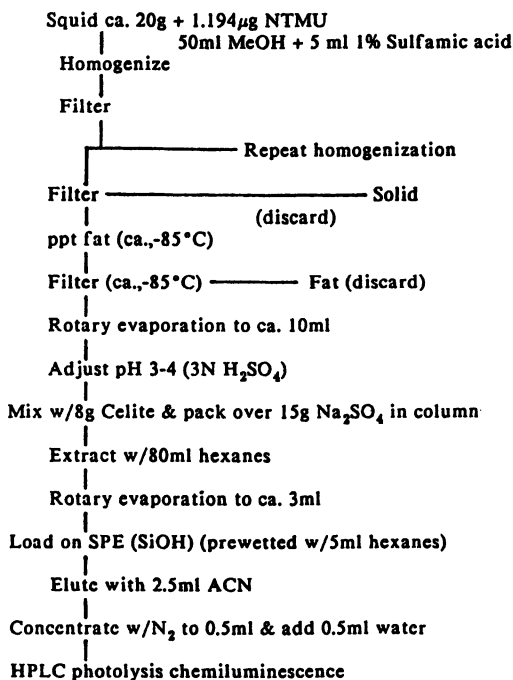 Squid ca. 20g + 1.194µg NTMU
50ml MeOH + 5 ml 1% Sulfamic acid
Homogenize
Filter
Repeat homogenization
Filter
Solid
(discard)
ppt fat (ca.,-85°C)
Filter (ca.,-85°C)
Fat (discard)
Rotary evaporation to ca. 10ml
Adjust pH 3-4 (3N H₂SO₄)
Mix w/8g Celite & pack over 15g Na₂SO₄ in column
Extract w/80ml hexanes
Rotary evaporation to ca. 3ml
Load on SPE (SiOH) (prewetted w/5ml hexanes)
Elute with 2.5ml ACN
Concentrate w/N₂ to 0.5ml & add 0.5ml water
HPLC photolysis chemiluminescence